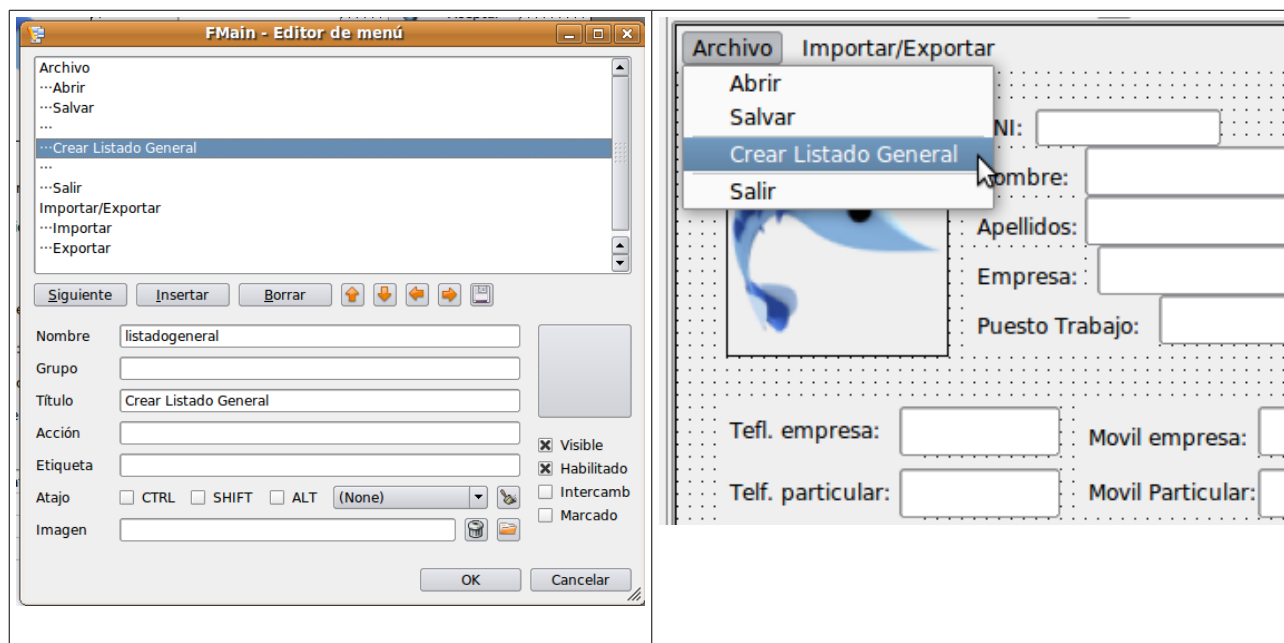 FMain - Editor de menú
Archivo
···Abrir
···Salvar
···
···Crear Listado General
···
···Salir
Importar/Exportar
···Importar
···Exportar
Siguiente Insertar Borrar
Nombre listadogeneral
Grupo
Título Crear Listado General
Acción
Etiqueta
Atajo CTRL SHIFT ALT (None)
Imagen
Visible
Habilitado
Intercamb
Marcado
OK Cancelar
Archivo Importar/Exportar
Abrir
Salvar
Crear Listado General
Salir
NI:
ombre:
Apellidos:
Empresa:
Puesto Trabajo:
Tefl. empresa: Movil empresa:
Telf. particular: Movil Particular: